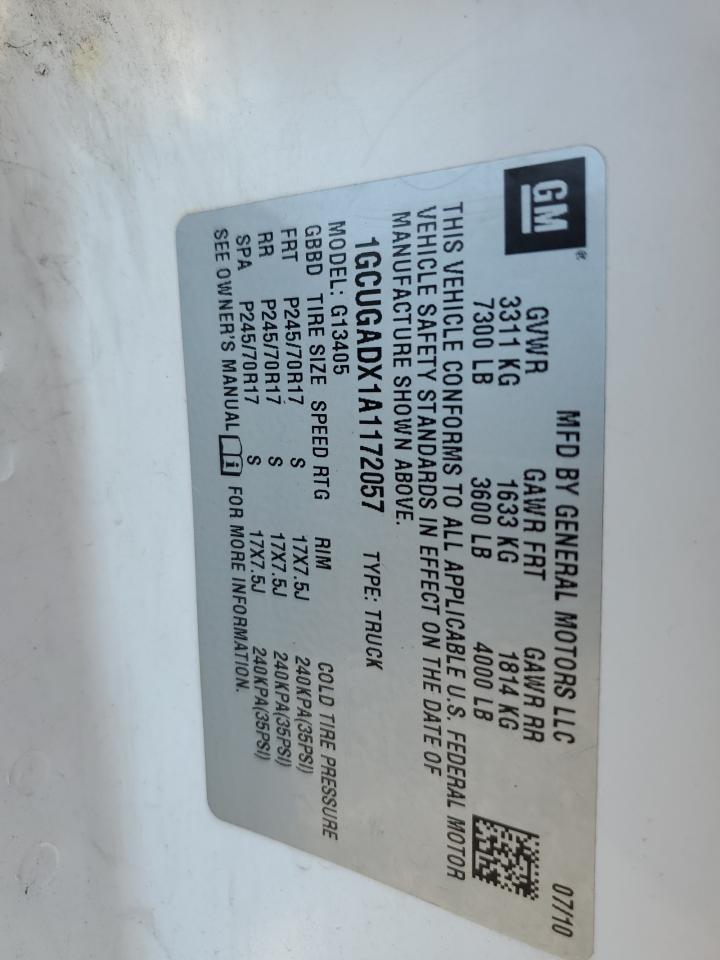 GM®
MFD BY GENERAL MOTORS LLC 07/10
GVWR GAWR FRT GAWR RR
3311 KG 1633 KG 1814 KG
7300 LB 3600 LB 4000 LB
THIS VEHICLE CONFORMS TO ALL APPLICABLE U.S. FEDERAL MOTOR
VEHICLE SAFETY STANDARDS IN EFFECT ON THE DATE OF
MANUFACTURE SHOWN ABOVE.
1GCUGADX1A1172057 TYPE: TRUCK
MODEL: G13405
GBBD TIRE SIZE SPEED RTG RIM COLD TIRE PRESSURE
FRT P245/70R17 S 17X7.5J 240KPA(35PSI)
RR P245/70R17 S 17X7.5J 240KPA(35PSI)
SPA P245/70R17 S 17X7.5J 240KPA(35PSI)
SEE OWNER'S MANUAL i FOR MORE INFORMATION.